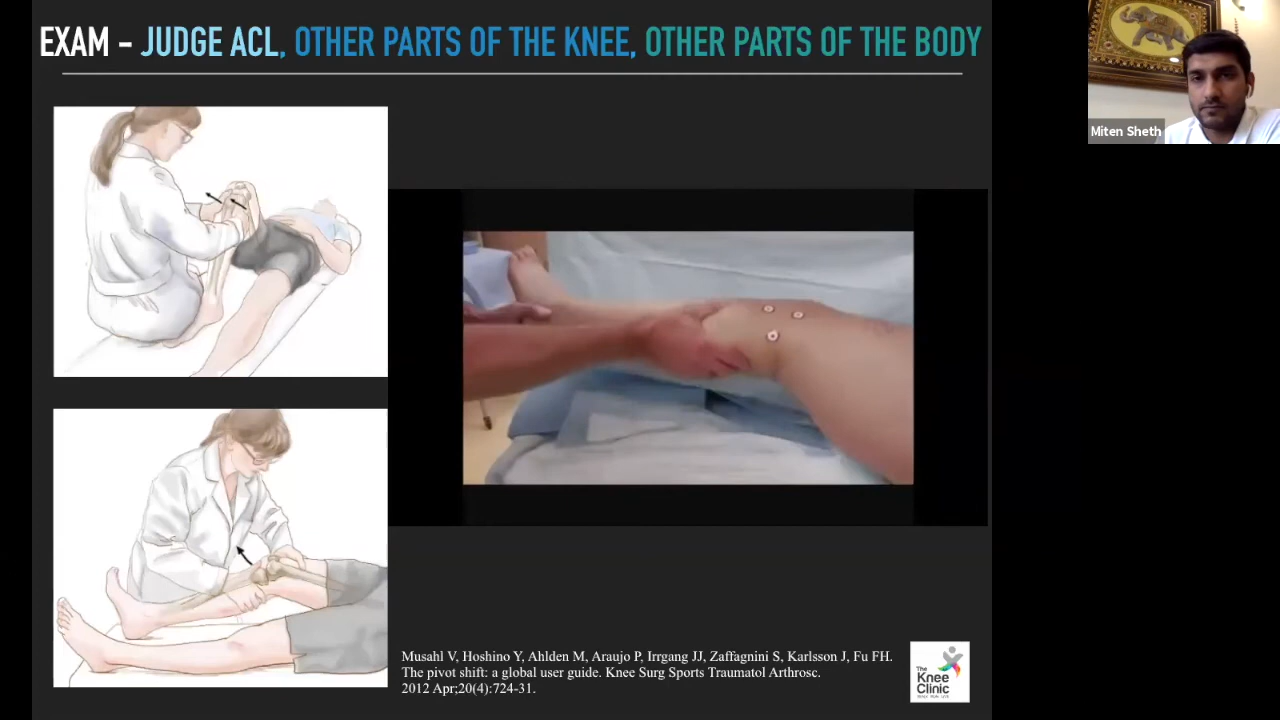 EXAM - JUDGE ACL, OTHER PARTS OF THE KNEE, OTHER PARTS OF THE BODY
Miten Sheth
Musahl V, Hoshino Y, Ahlden M, Araujo P, Irrgang JJ, Zaffagnini S, Karlsson J, Fu FH.
The pivot shift: a global user guide. Knee Surg Sports Traumatol Arthrosc.
2012 Apr;20(4):724-31.
The
Knee
Clinic